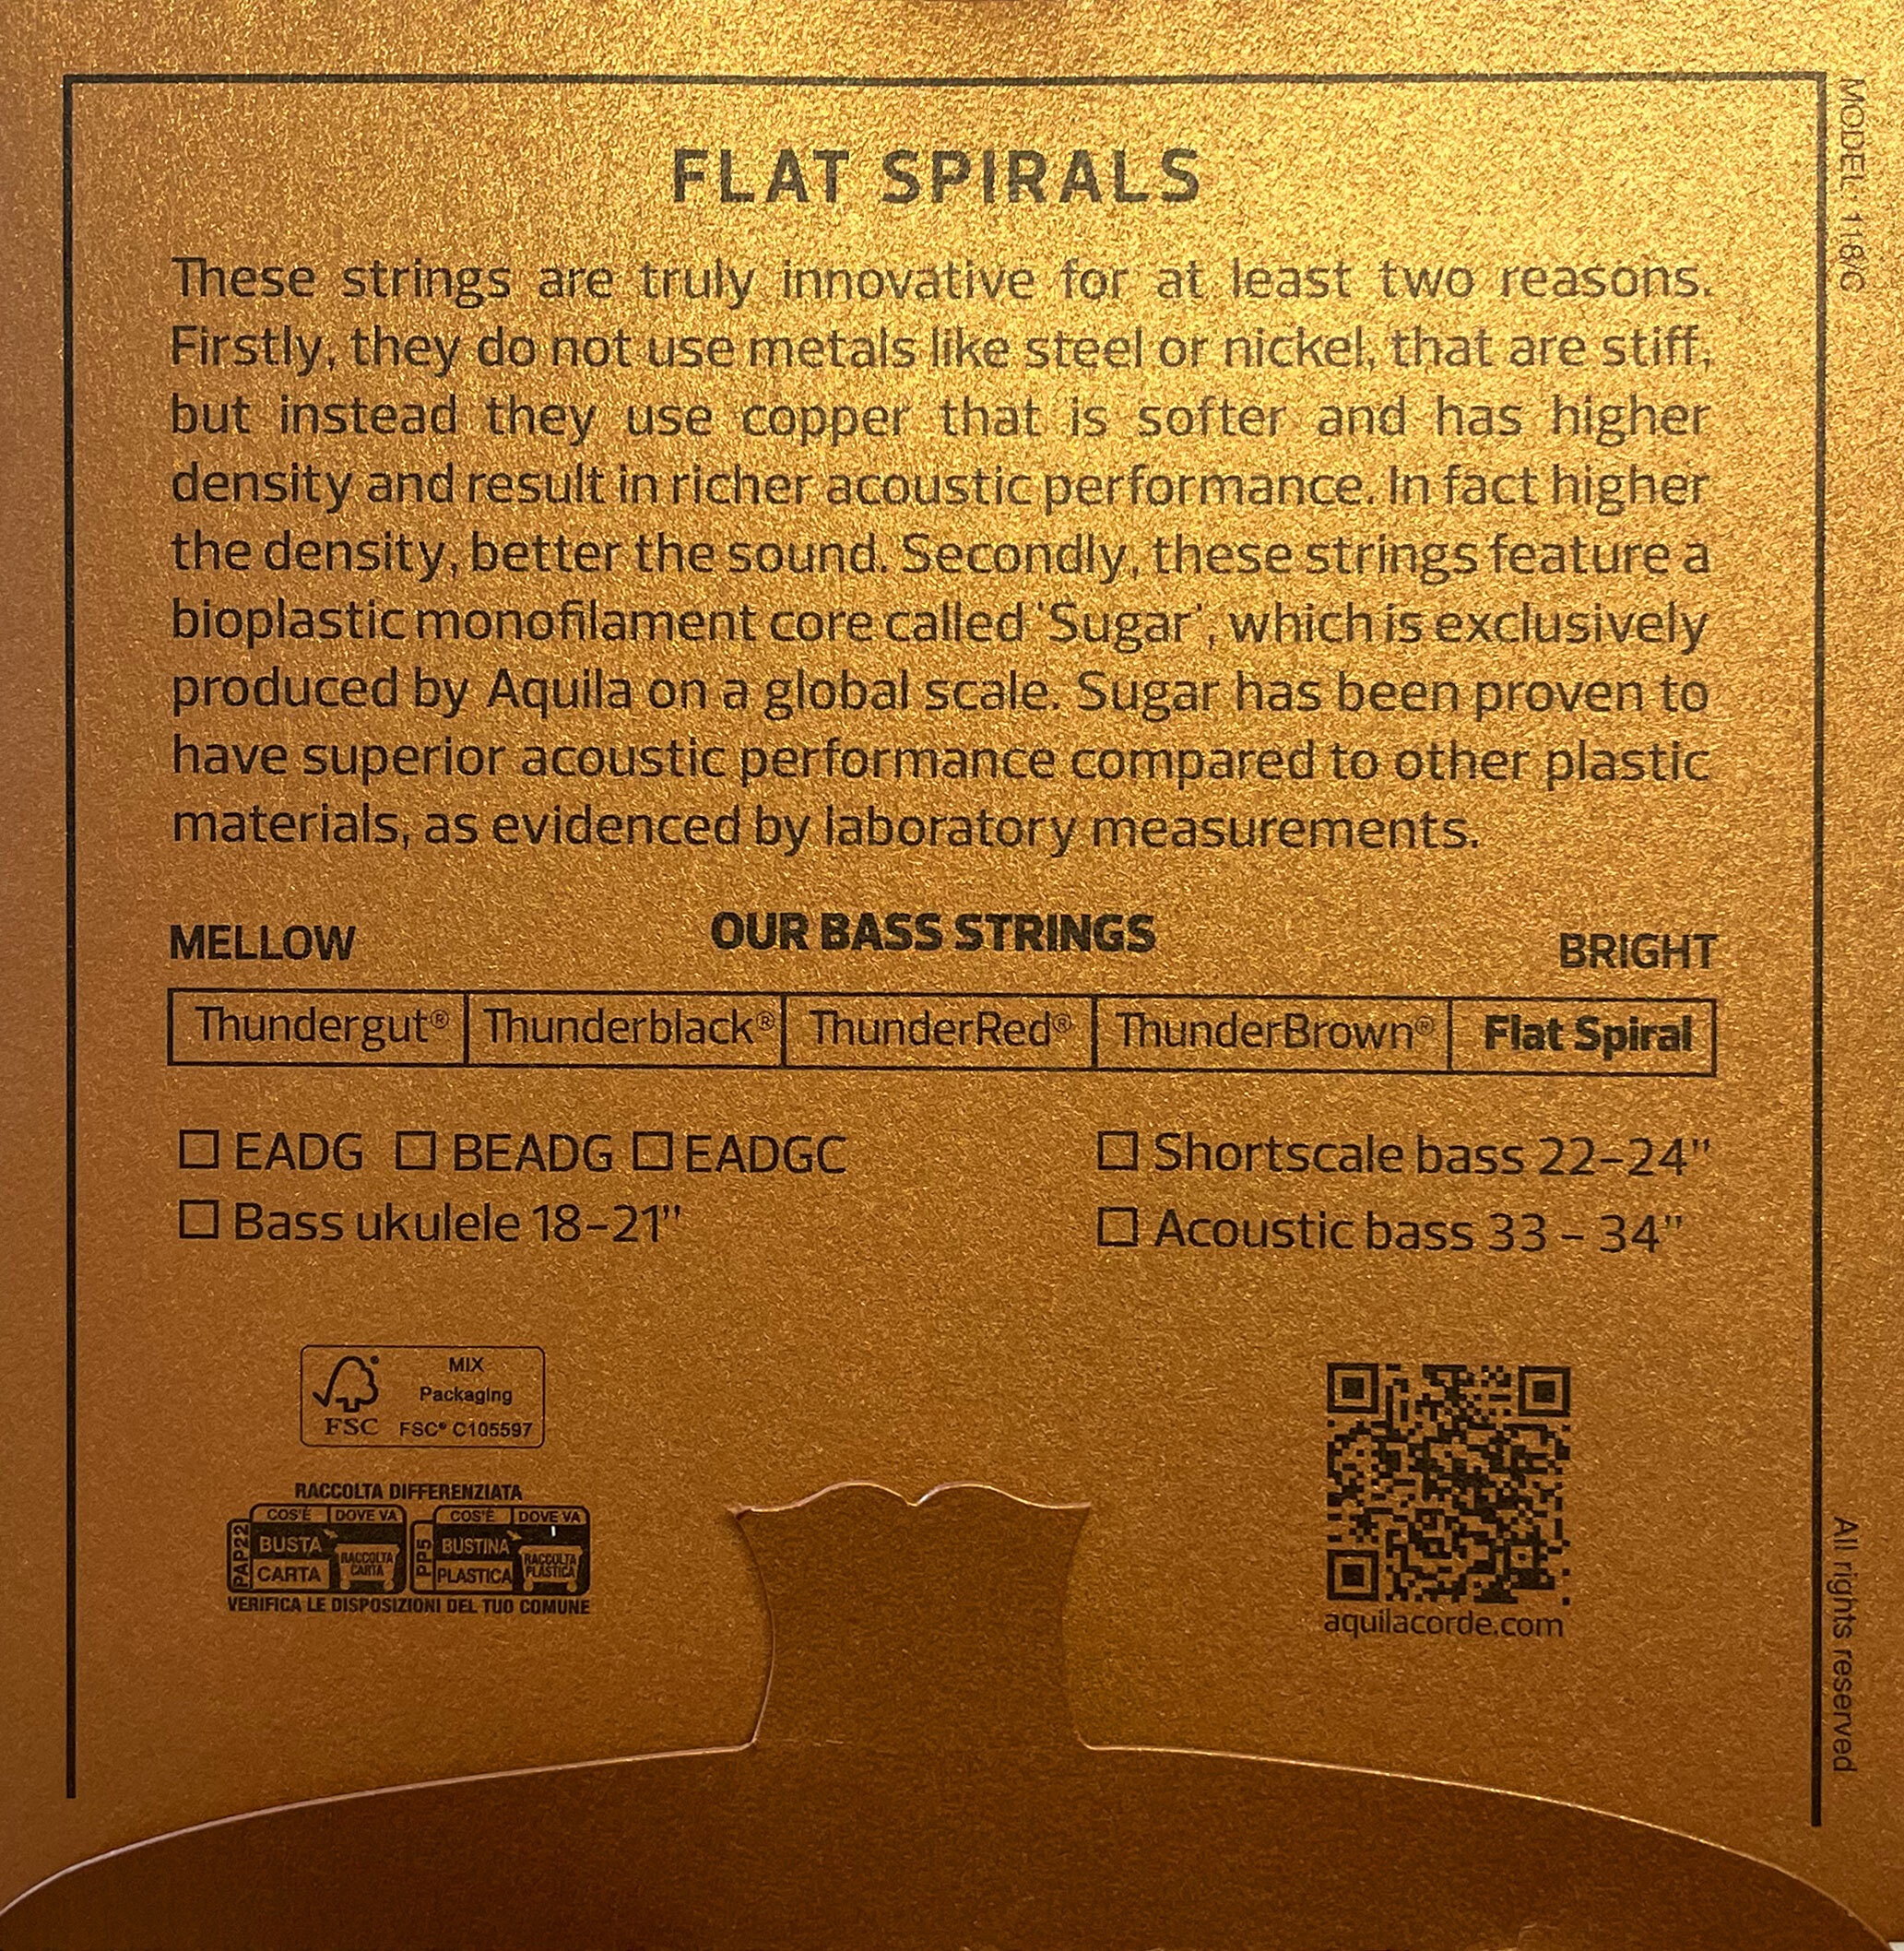 FLAT SPIRALS
These strings are truly innovative for at least two reasons.
Firstly, they do not use metals like steel or nickel, that are stiff,
but instead they use copper that is softer and has higher
density and result in richer acoustic performance. In fact higher
the density, better the sound. Secondly, these strings feature a
bioplastic monofilament core called 'Sugar', which is exclusively
produced by Aquila on a global scale. Sugar has been proven to
have superior acoustic performance compared to other plastic
materials, as evidenced by laboratory measurements.
OUR BASS STRINGS
MELLOW BRIGHT
Thundergut® Thunderblack® ThunderRed® ThunderBrown® Flat Spiral
EADG BEADG EADGC Shortscale bass 22–24"
Bass ukulele 18–21" Acoustic bass 33 – 34"
MIX
Packaging
FSC FSC® C105597
RACCOLTA DIFFERENZIATA
COS'È DOVE VA COS'È DOVE VA
PAP22 BUSTA CARTA RACCOLTA CARTA
PP5 BUSTINA PLASTICA RACCOLTA PLASTICA
VERIFICA LE DISPOSIZIONI DEL TUO COMUNE
aquilacorde.com
MODEL: 118/C
All rights reserved